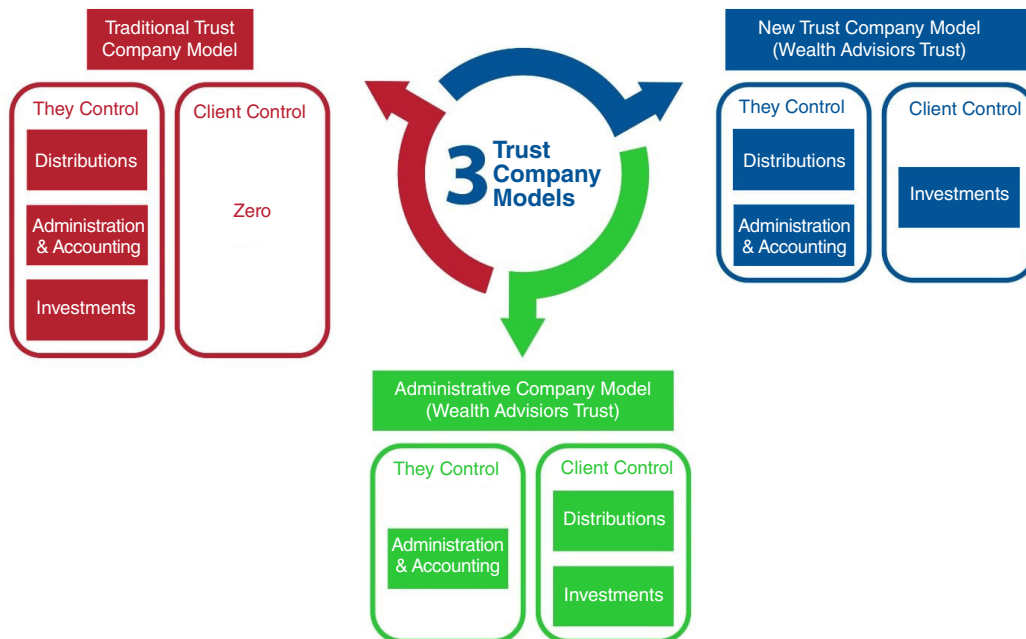 Traditional Trust
Company Model
They Control
Distributions
Administration
& Accounting
Investments
Client Control
Zero
3
Trust
Company
Models
New Trust Company Model
(Wealth Advisiors Trust)
They Control
Distributions
Administration
& Accounting
Client Control
Investments
Administrative Company Model
(Wealth Advisiors Trust)
They Control
Administration
& Accounting
Client Control
Distributions
Investments